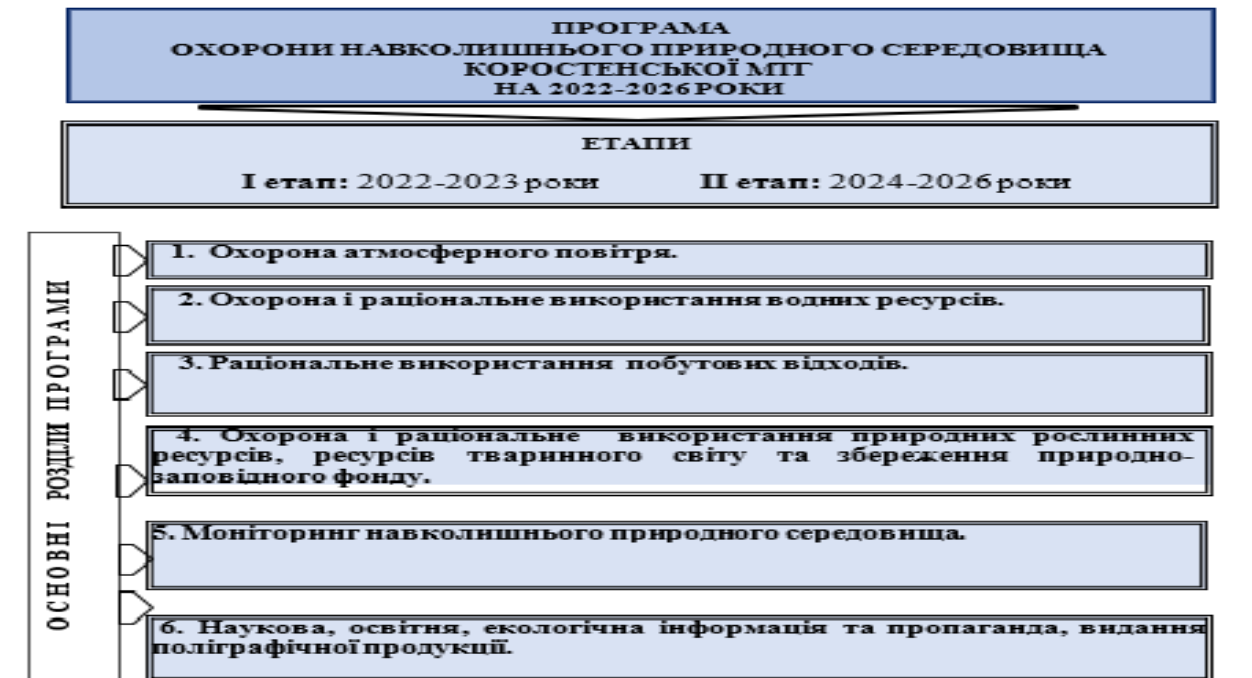 ПРОГРАМА
ОХОРОНИ НАВКОЛИШНЬОГО ПРИРОДНОГО СЕРЕДОВИЩА
КОРОСТЕНСЬКОЇ МТГ
НА 2022-2026 РОКИ
ЕТАПИ
І етап: 2022-2023 роки ІІ етап: 2024-2026 роки
ОСНОВНІ РОЗДІЛИ ПРОГРАМИ
1. Охорона атмосферного повітря.
2. Охорона і раціональне використання водних ресурсів.
3. Раціональне використання побутових відходів.
4. Охорона і раціональне використання природних рослинних
ресурсів, ресурсів тваринного світу та збереження природно-
заповідного фонду.
5. Моніторинг навколишнього природного середовища.
6. Наукова, освітня, екологічна інформація та пропаганда, видання
поліграфічної продукції.